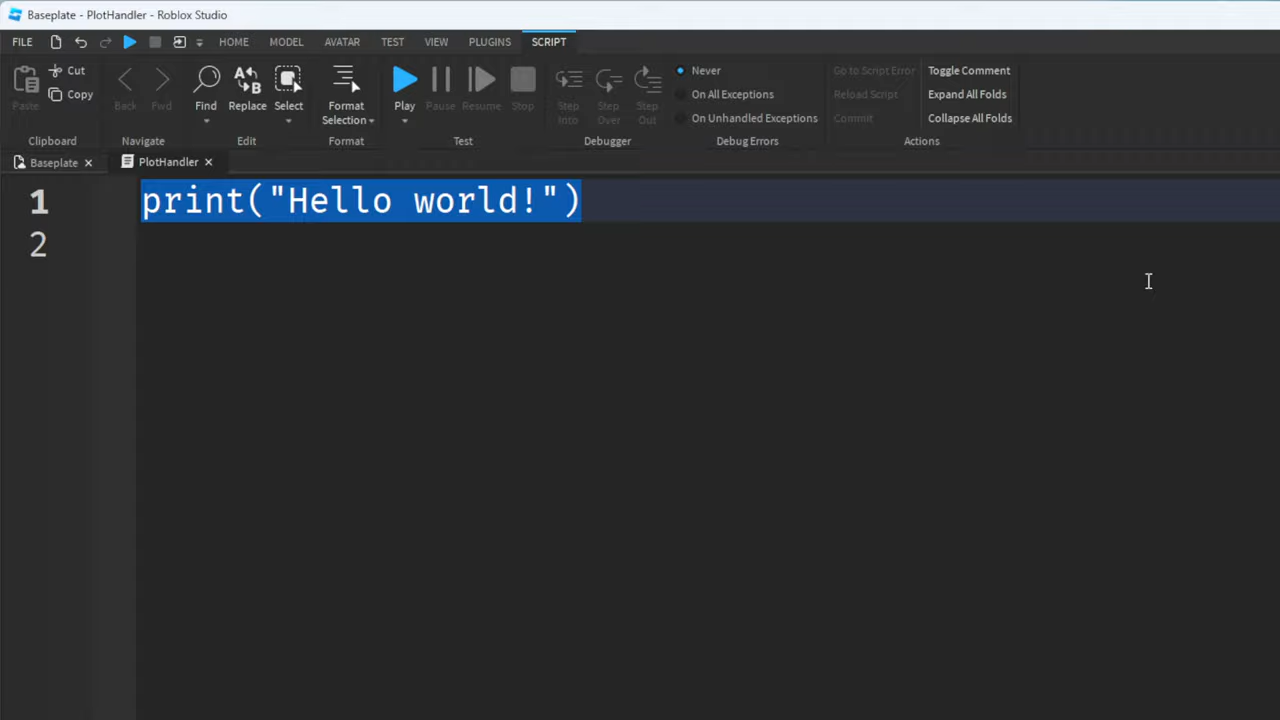 Baseplate - PlotHandler - Roblox Studio
FILE HOME MODEL AVATAR TEST VIEW PLUGINS SCRIPT
Paste Cut Copy Back Fwd Find Replace Select Format Selection Play Pause Resume Stop Step Into Step Over Step Out Never On All Exceptions On Unhandled Exceptions Go to Script Error Reload Script Commit Toggle Comment Expand All Folds Collapse All Folds
Clipboard Navigate Edit Format Test Debugger Debug Errors Actions
Baseplate PlotHandler
1 print("Hello world!")
2